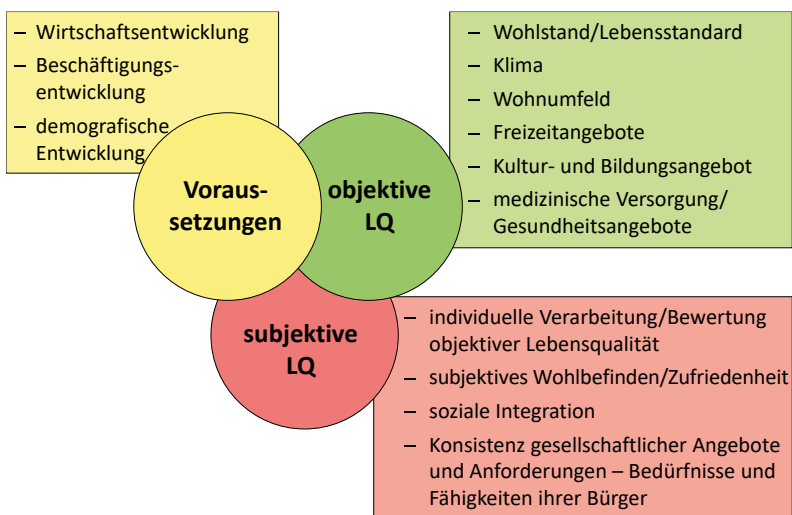 – Wirtschaftsentwicklung
– Beschäftigungs-
entwicklung
– demografische
Entwicklung
– Wohlstand/Lebensstandard
– Klima
– Wohnumfeld
– Freizeitangebote
– Kultur- und Bildungsangebot
– medizinische Versorgung/
Gesundheitsangebote
Voraus-
setzungen
objektive
LQ
subjektive
LQ
– individuelle Verarbeitung/Bewertung
objektiver Lebensqualität
– subjektives Wohlbefinden/Zufriedenheit
– soziale Integration
– Konsistenz gesellschaftlicher Angebote
und Anforderungen – Bedürfnisse und
Fähigkeiten ihrer Bürger